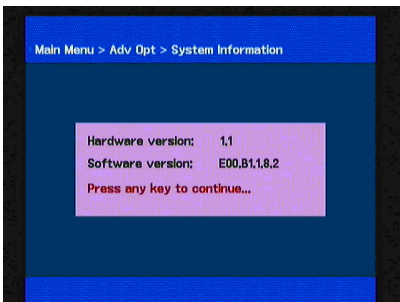 Main Menu > Adv Opt > System Information
Hardware version: 1.1
Software version: E00.B1.1.8.2
Press any key to continue...